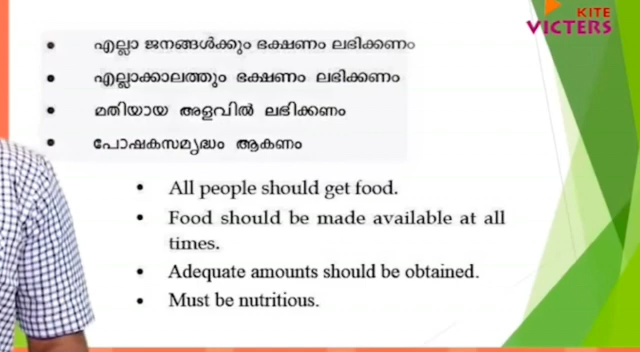 KITE
VICTERS
എല്ലാ ജനങ്ങൾക്കും ഭക്ഷണം ലഭിക്കണം
എല്ലാക്കാലത്തും ഭക്ഷണം ലഭിക്കണം
മതിയായ അളവിൽ ലഭിക്കണം
പോഷകസമൃദ്ധം ആകണം
All people should get food.
Food should be made available at all
times.
Adequate amounts should be obtained.
Must be nutritious.